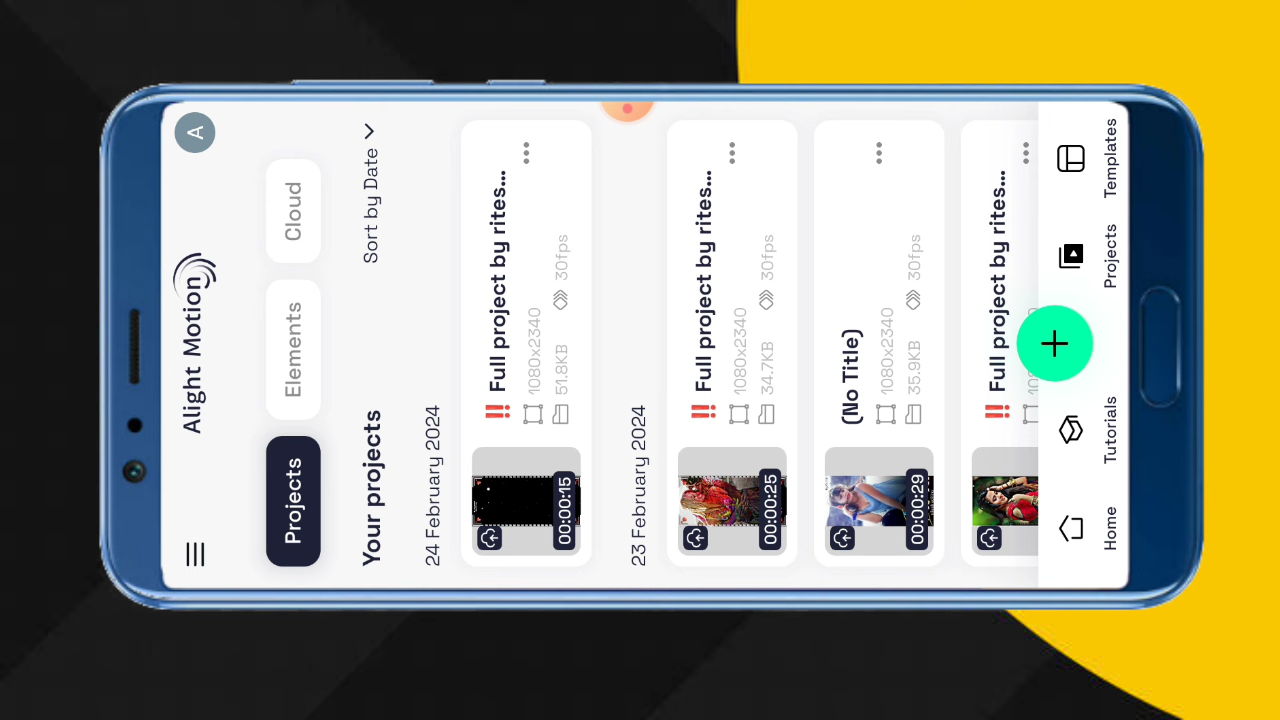 Alight Motion
A
Projects
Elements
Cloud
Your projects
Sort by Date
24 February 2024
‼ Full project by rites...
1080x2340
51.8KB
30fps
00:00:15
23 February 2024
‼ Full project by rites...
1080x2340
34.7KB
30fps
00:00:25
(No Title)
1080x2340
35.9KB
30fps
00:00:29
‼ Full project by rites...
Home
Tutorials
Projects
Templates